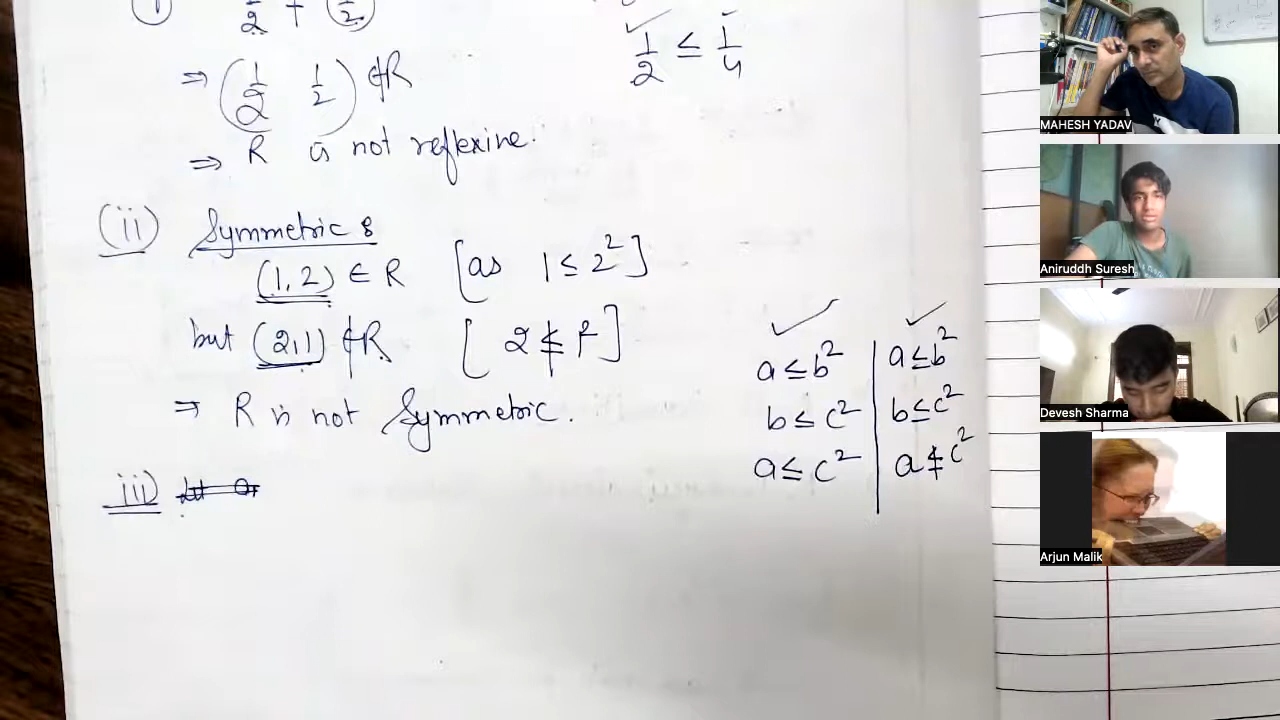 ⇒ (1/2 1/2) ∉ R
⇒ R is not reflexine.
1/2 ≤ 1/4
(ii) Symmetric :
(1,2) ∈ R [as 1 ≤ 2²]
but (2,1) ∉ R [2 ≰ 1²]
⇒ R is not Symmetric.
iii)
a ≤ b²
b ≤ c²
a ≤ c²
a ≤ b²
b ≤ c²
a ≰ c²
MAHESH YADAV
Aniruddh Suresh
Devesh Sharma
Arjun Malik